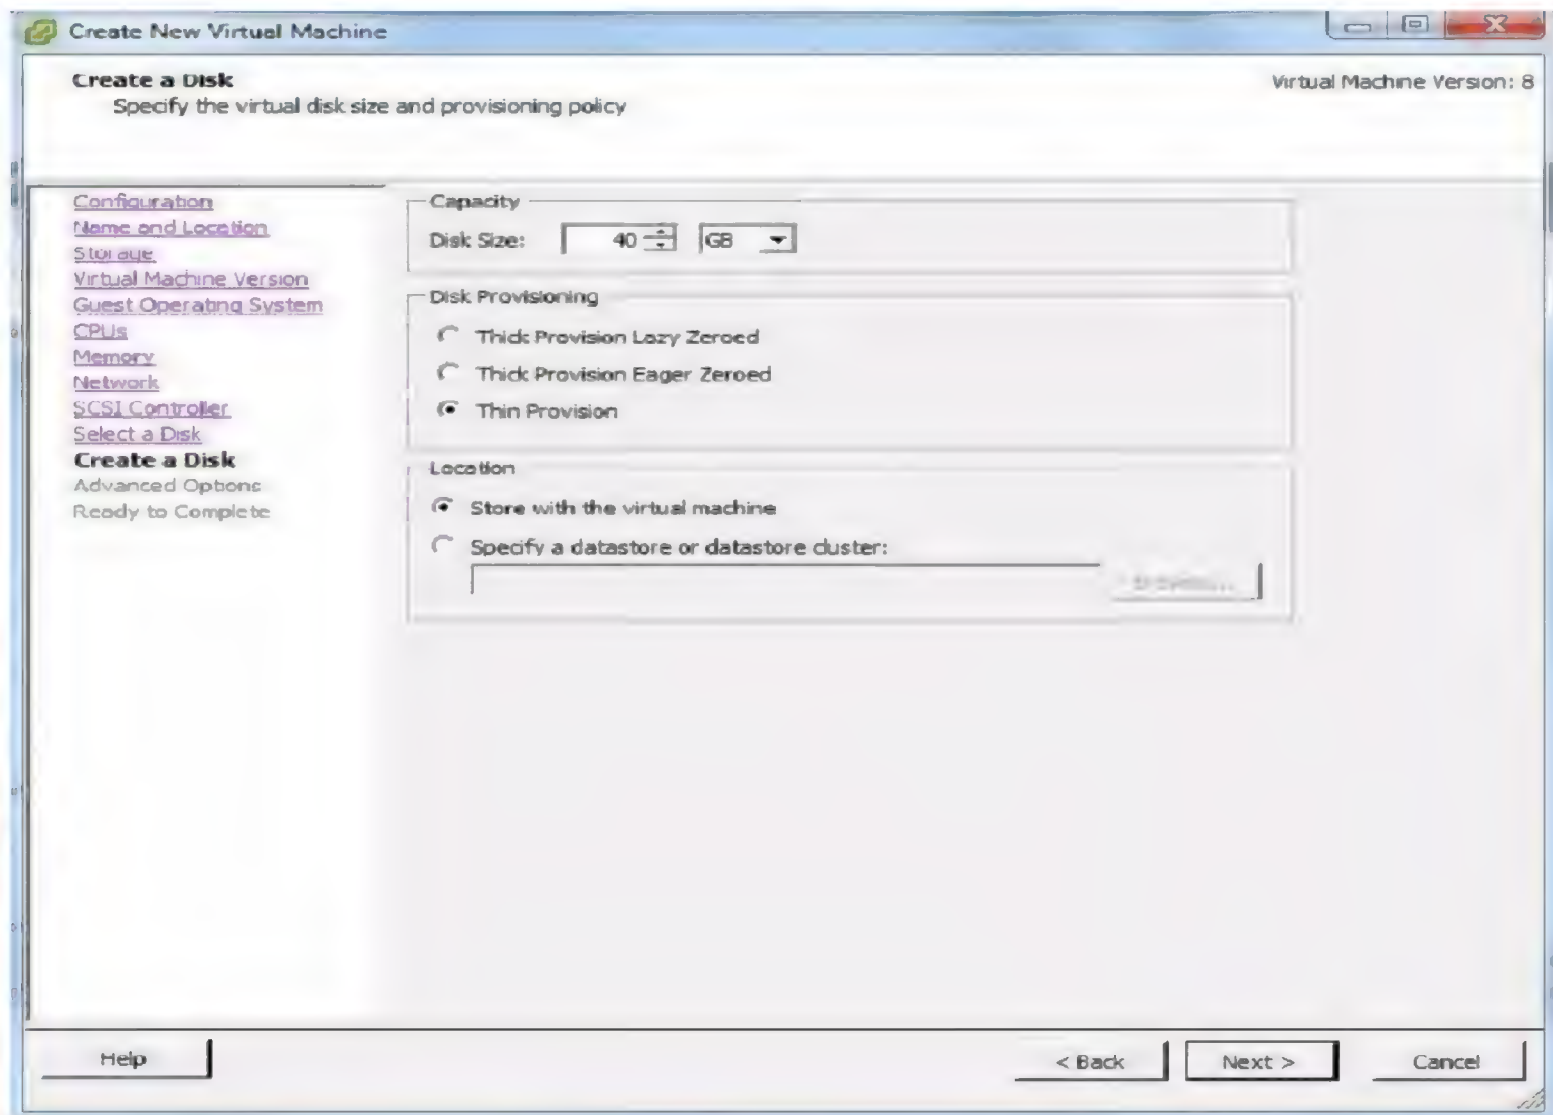 Create New Virtual Machine
Create a Disk
Virtual Machine Version: 8
Specify the virtual disk size and provisioning policy
Configuration
Name and Location
Storage
Virtual Machine Version
Guest Operating System
CPUs
Memory
Network
SCSI Controller
Select a Disk
Create a Disk
Advanced Options
Ready to Complete
Capacity
Disk Size: 40 GB
Disk Provisioning
Thick Provision Lazy Zeroed
Thick Provision Eager Zeroed
Thin Provision
Location
Store with the virtual machine
Specify a datastore or datastore cluster:
Help
< Back
Next >
Cancel